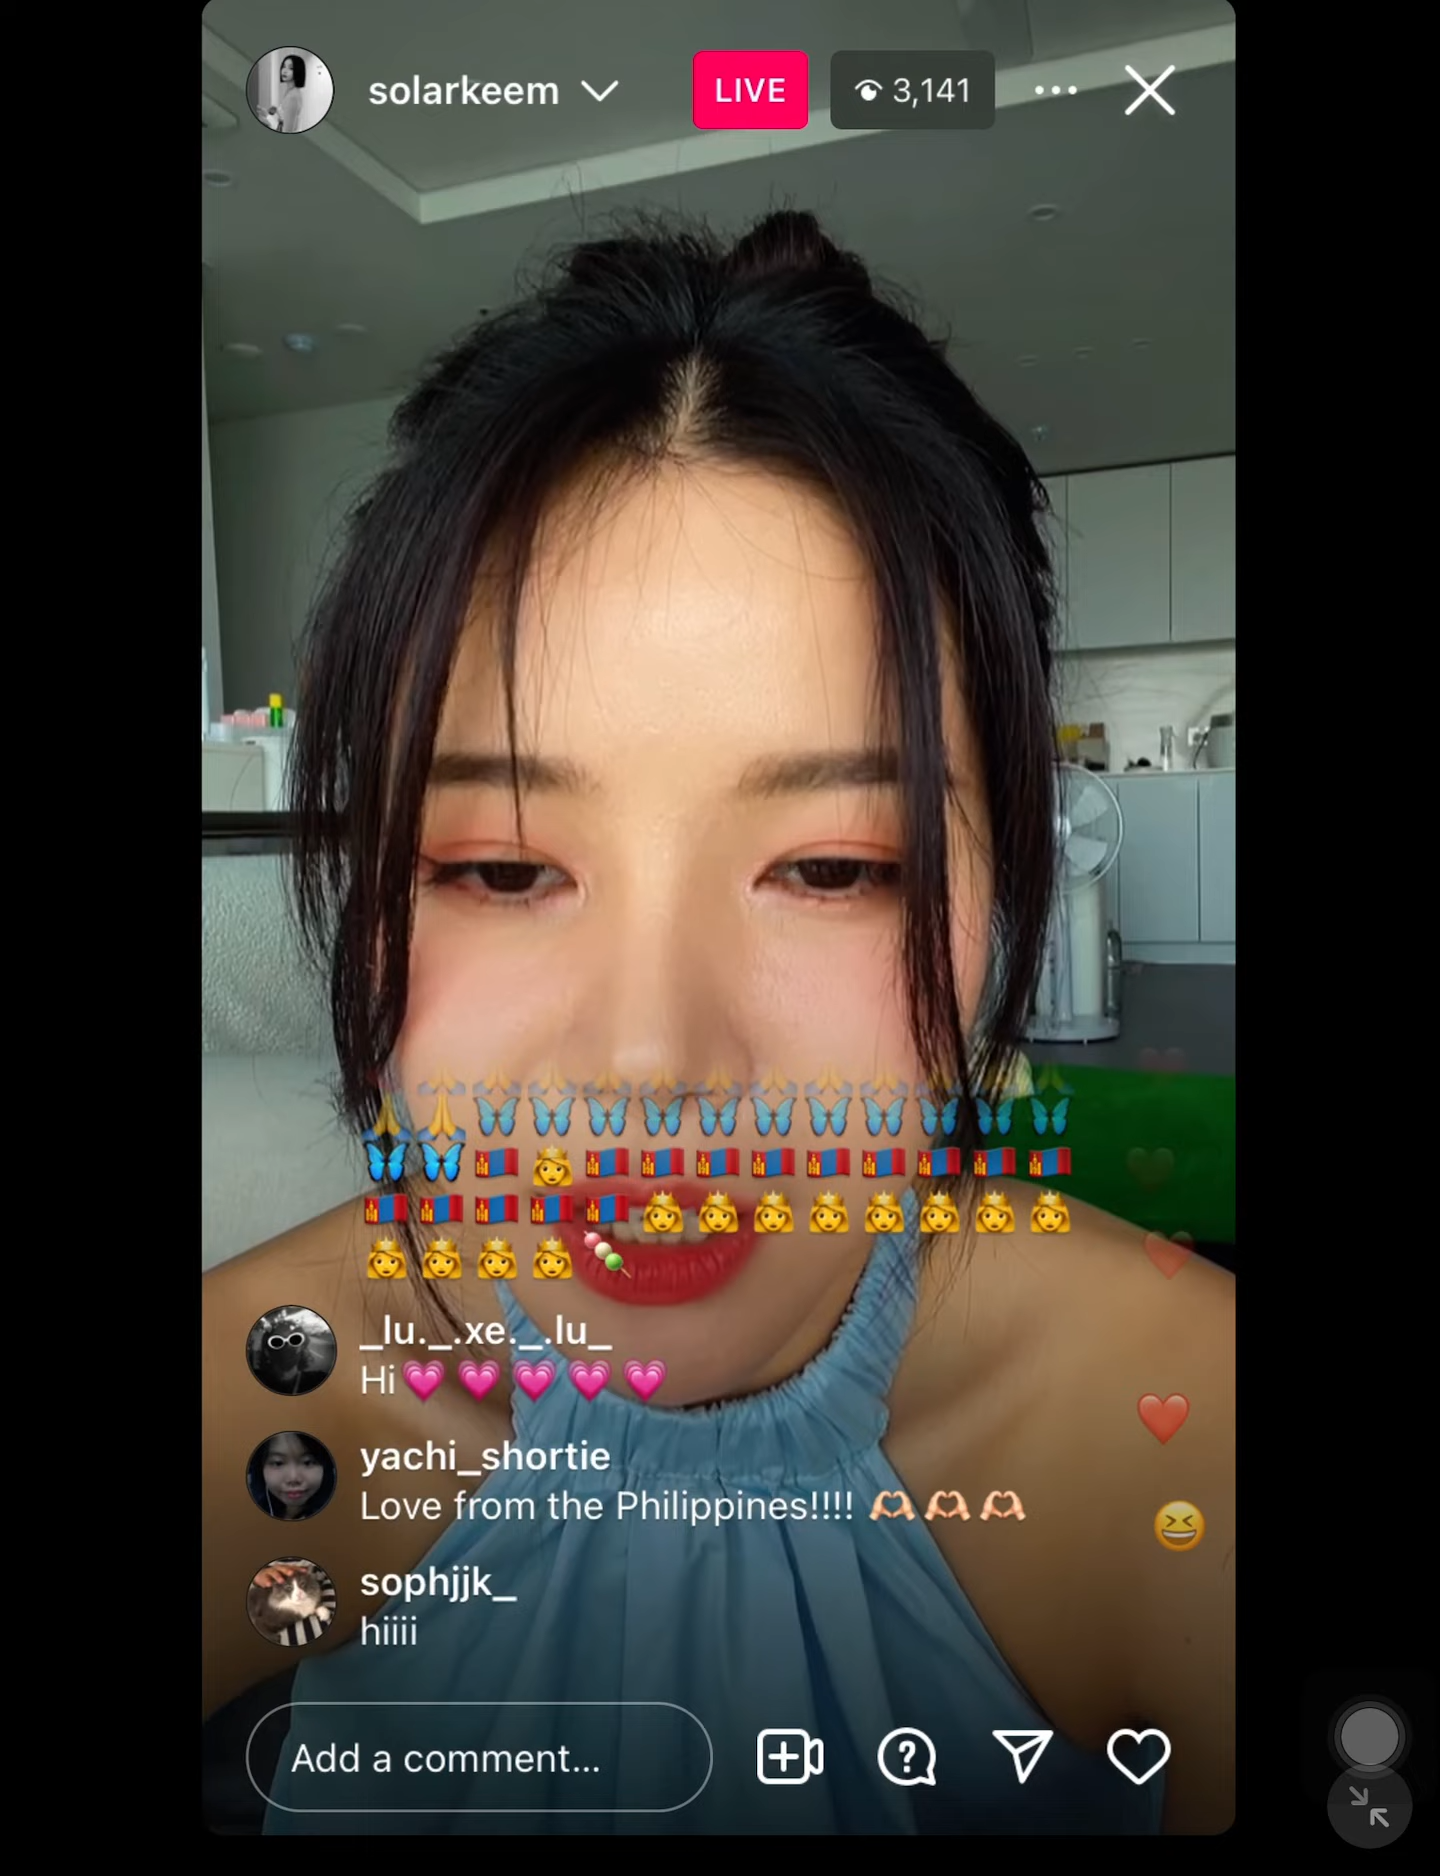 solarkeem
LIVE
3,141
_lu._.xe._.lu_
Hi💗💗💗💗💗
yachi_shortie
Love from the Philippines!!!! 🫶🏻🫶🏻🫶🏻
sophjjk_
hiiii
Add a comment...